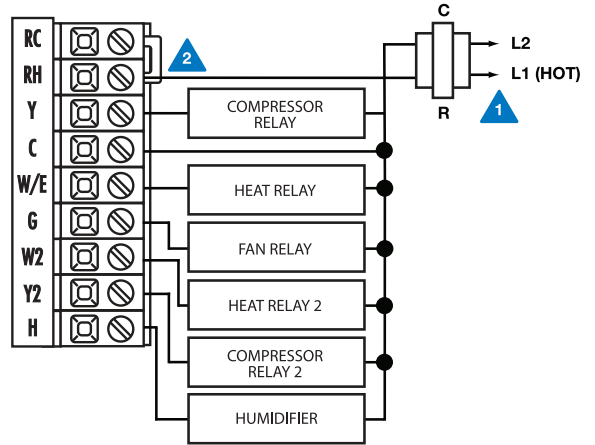 C
RC
L2
2
RH
L1 (HOT)
Y
COMPRESSOR
RELAY
R
1
C
W/E
HEAT RELAY
G
FAN RELAY
W2
HEAT RELAY 2
Y2
COMPRESSOR
RELAY 2
H
HUMIDIFIER